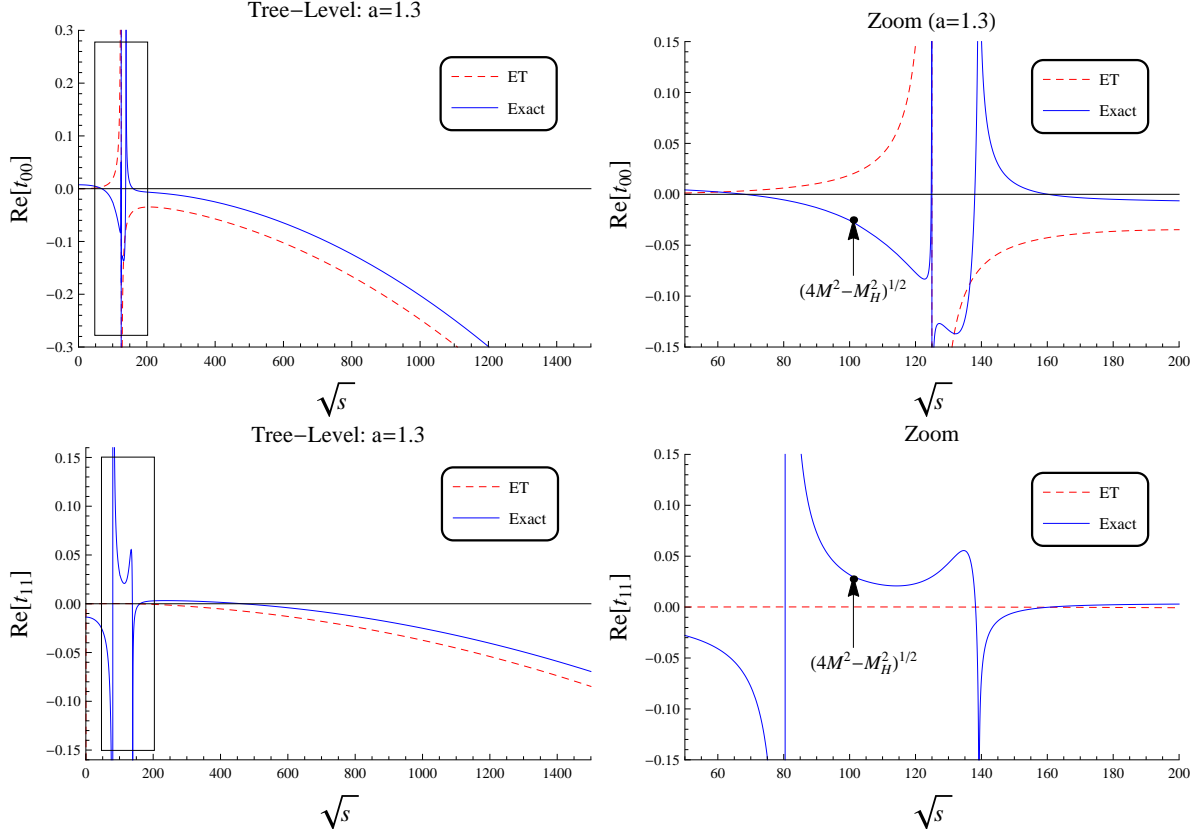 Tree−Level: a=1.3
0.3
0.2
0.1
0.0
−0.1
−0.2
−0.3
Re[t00]
ET
Exact
0 200 400 600 800 1000 1200 1400
√s
Zoom (a=1.3)
0.15
0.10
0.05
0.00
−0.05
−0.10
−0.15
Re[t00]
ET
Exact
(4M²−M_H²)^1/2
60 80 100 120 140 160 180 200
√s
Tree−Level: a=1.3
0.15
0.10
0.05
0.00
−0.05
−0.10
−0.15
Re[t11]
ET
Exact
0 200 400 600 800 1000 1200 1400
√s
Zoom
0.15
0.10
0.05
0.00
−0.05
−0.10
−0.15
Re[t11]
ET
Exact
(4M²−M_H²)^1/2
60 80 100 120 140 160 180 200
√s